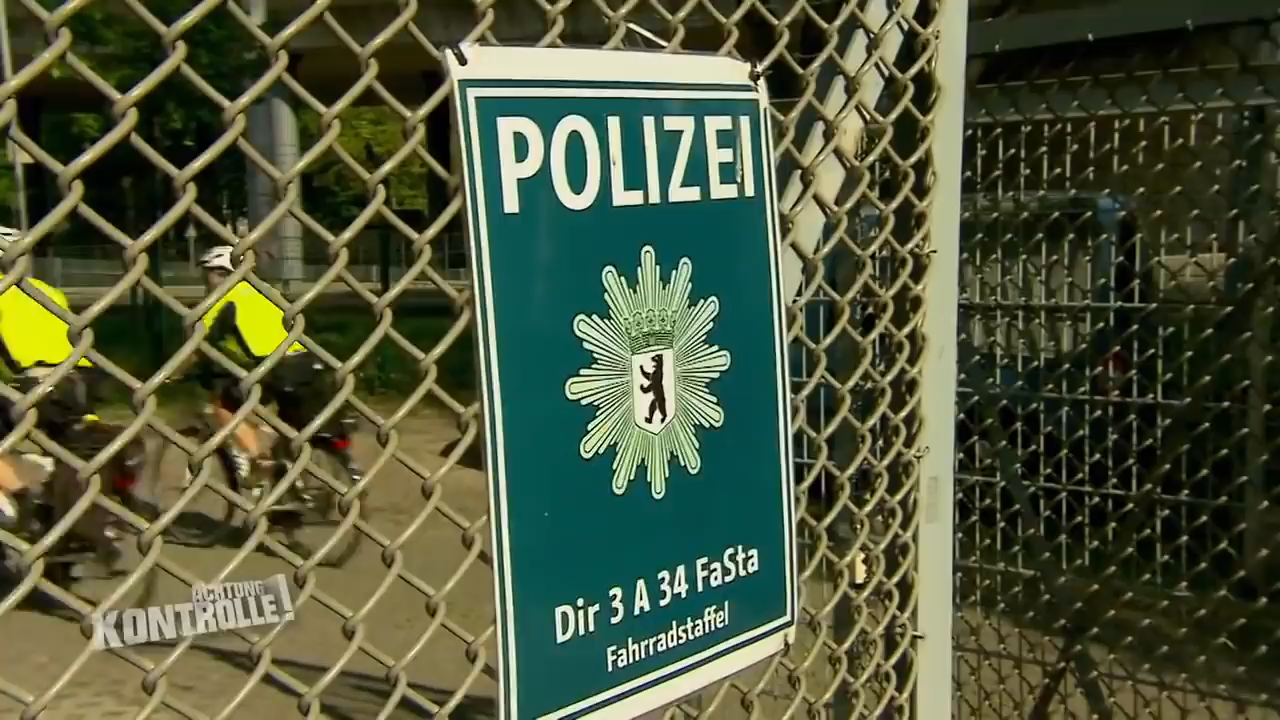 POLIZEI
Dir 3 A 34 FaSta
Fahrradstaffel
ACHTUNG
KONTROLLE!